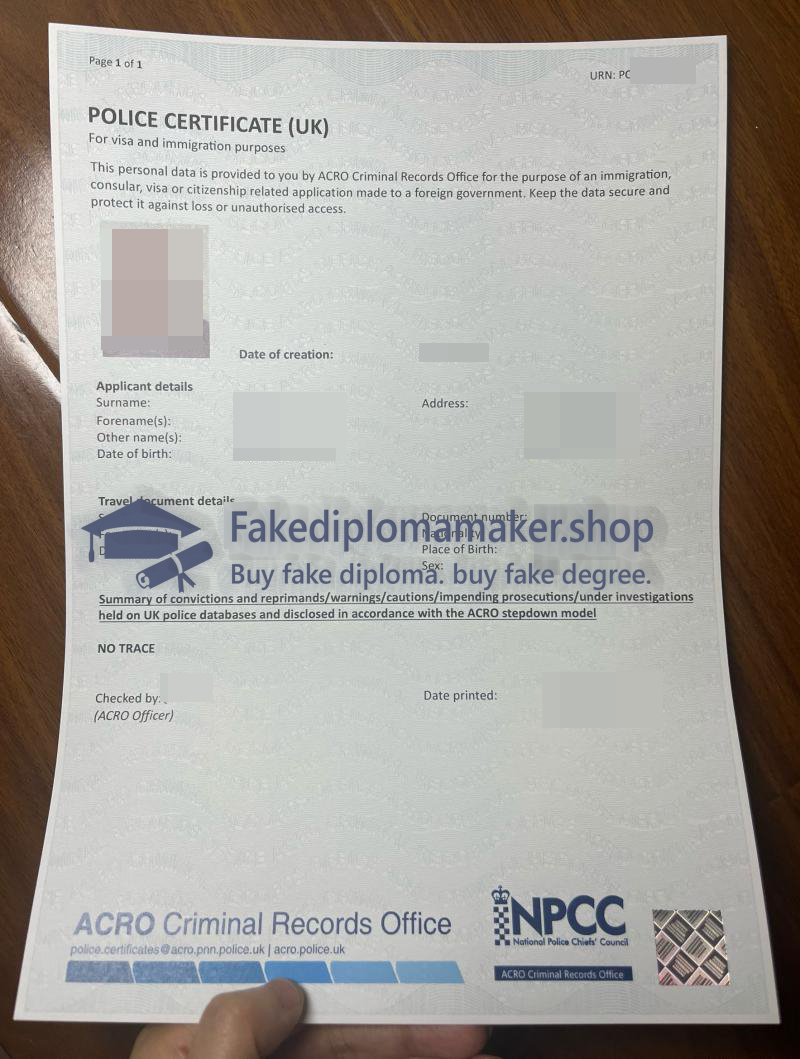 Page 1 of 1
URN: PC
POLICE CERTIFICATE (UK)
For visa and immigration purposes
This personal data is provided to you by ACRO Criminal Records Office for the purpose of an immigration,
consular, visa or citizenship related application made to a foreign government. Keep the data secure and
protect it against loss or unauthorised access.
Date of creation:
Applicant details
Surname:
Address:
Forename(s):
Other name(s):
Date of birth:
Travel document details
Document number:
Nationality
Place of Birth:
Sex:
Fakediplomamaker.shop
Buy fake diploma. buy fake degree.
Summary of convictions and reprimands/warnings/cautions/impending prosecutions/under investigations
held on UK police databases and disclosed in accordance with the ACRO stepdown model
NO TRACE
Checked by:
Date printed:
(ACRO Officer)
ACRO Criminal Records Office
police.certificates@acro.pnn.police.uk | acro.police.uk
NPCC
National Police Chiefs' Council
ACRO Criminal Records Office